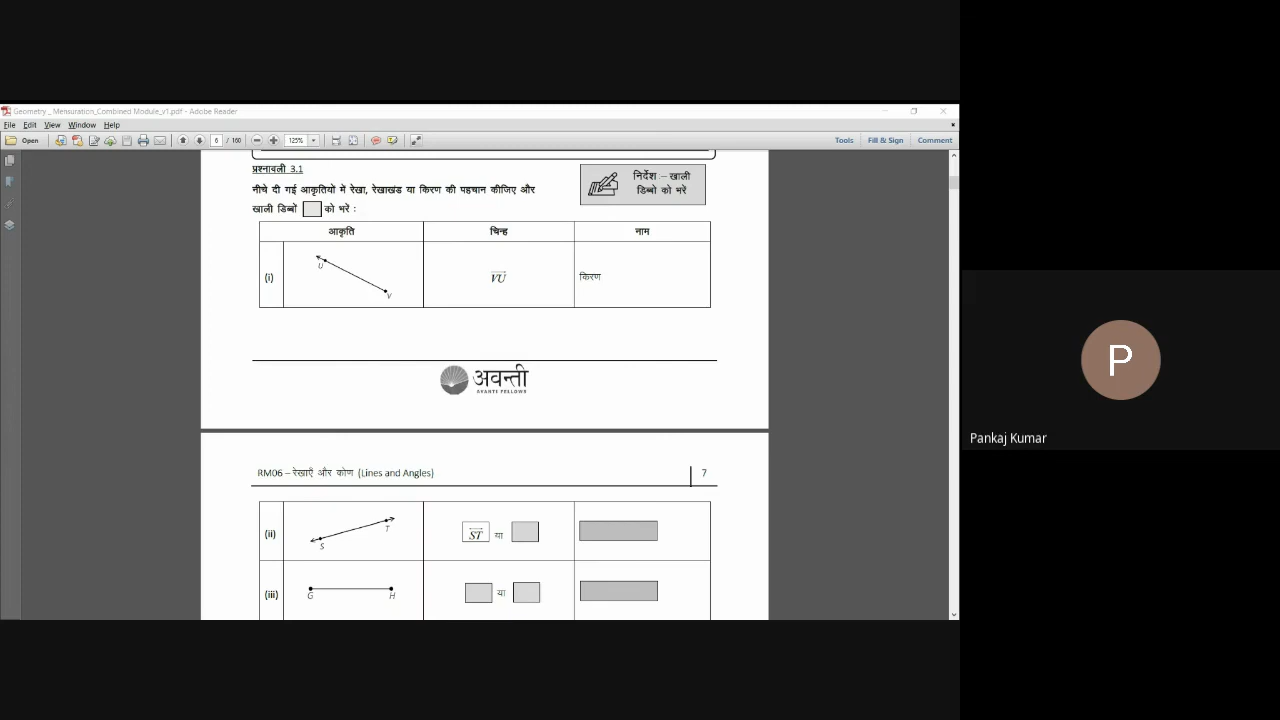 Geometry _ Mensuration_Combined Module_v1.pdf - Adobe Reader
File Edit View Window Help
Open 6 / 160 125% Tools Fill & Sign Comment
प्रश्नावली 3.1
नीचे दी गई आकृतियो में रेखा, रेखाखंड या किरण की पहचान कीजिए और
खाली डिब्बों को भरें :
निर्देश :– खाली
डिब्बो को भरें
आकृति चिन्ह नाम
(i) U V VU किरण
अवन्ती
AVANTI FELLOWS
RM06 – रेखाएँ और कोण (Lines and Angles) 7
(ii) S T ST या
(iii) G H या
P
Pankaj Kumar